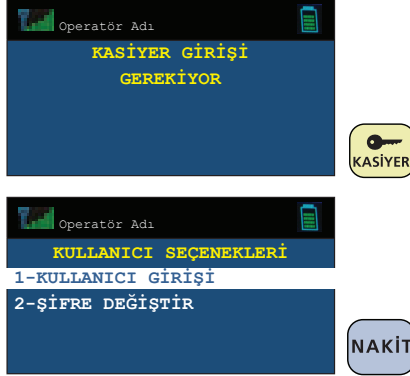 Operatör Adı
KASİYER GİRİŞİ
GEREKİYOR
KASİYER
Operatör Adı
KULLANICI SEÇENEKLERİ
1-KULLANICI GİRİŞİ
2-ŞİFRE DEĞİŞTİR
NAKİT